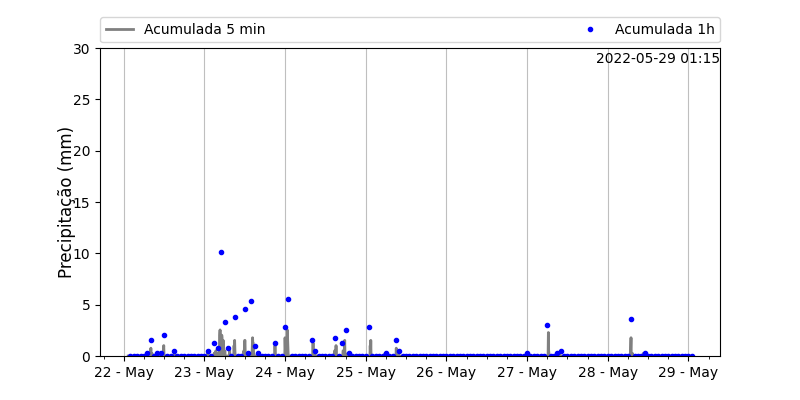 Acumulada 5 min
Acumulada 1h
2022-05-29 01:15
Precipitação (mm)
30
25
20
15
10
5
0
22 - May
23 - May
24 - May
25 - May
26 - May
27 - May
28 - May
29 - May